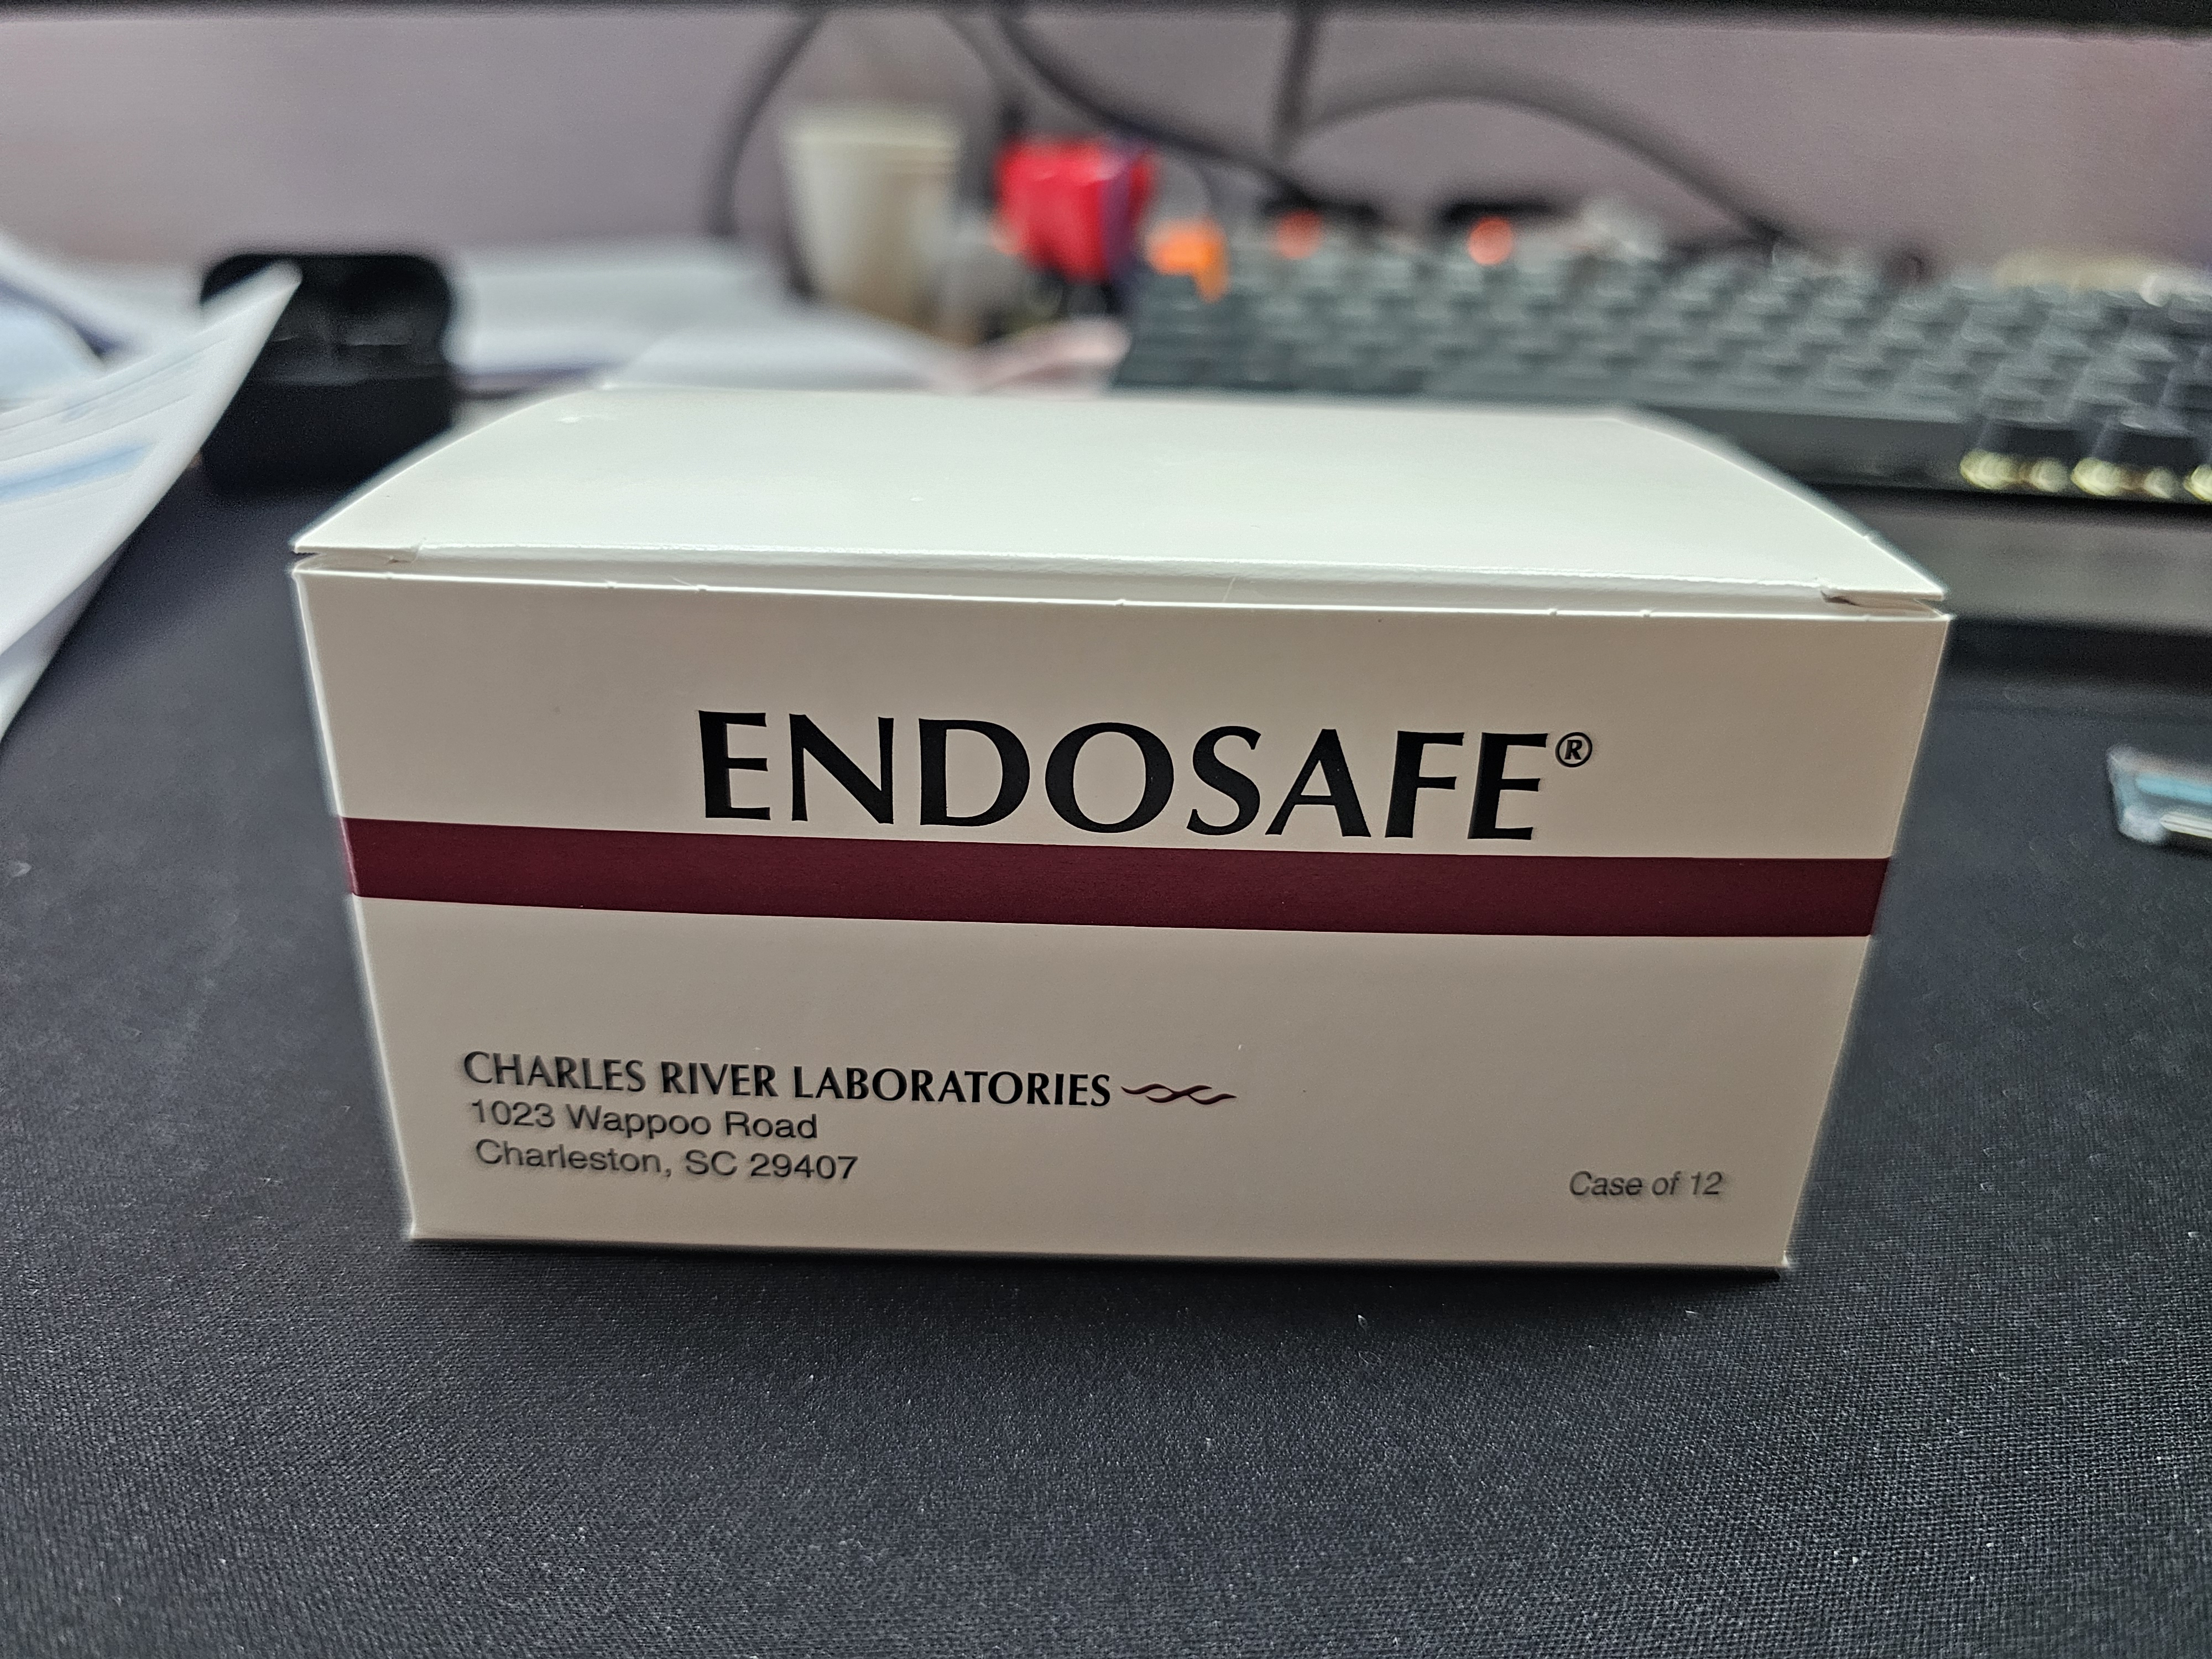 ENDOSAFE®
CHARLES RIVER LABORATORIES
1023 Wappoo Road
Charleston, SC 29407
Case of 12